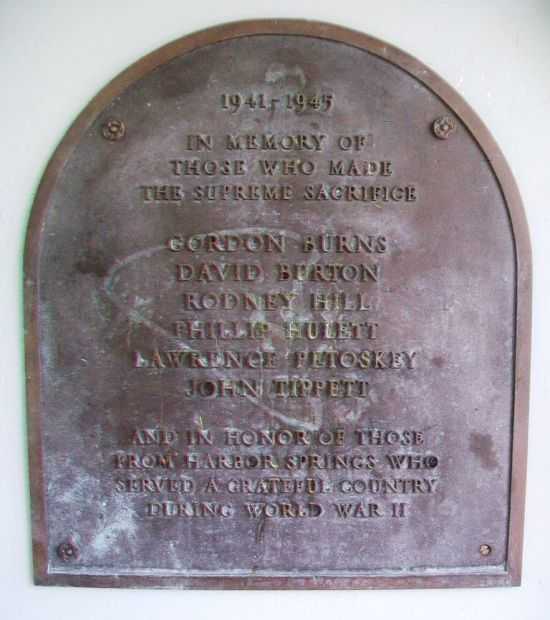 1941-1945
IN MEMORY OF
THOSE WHO MADE
THE SUPREME SACRIFICE
GORDON BURNS
DAVID BURTON
RODNEY HILL
PHILLIP HULETT
LAWRENCE PETOSKEY
JOHN TIPPETT
AND IN HONOR OF THOSE
FROM HARBOR SPRINGS WHO
SERVED A GRATEFUL COUNTRY
DURING WORLD WAR II